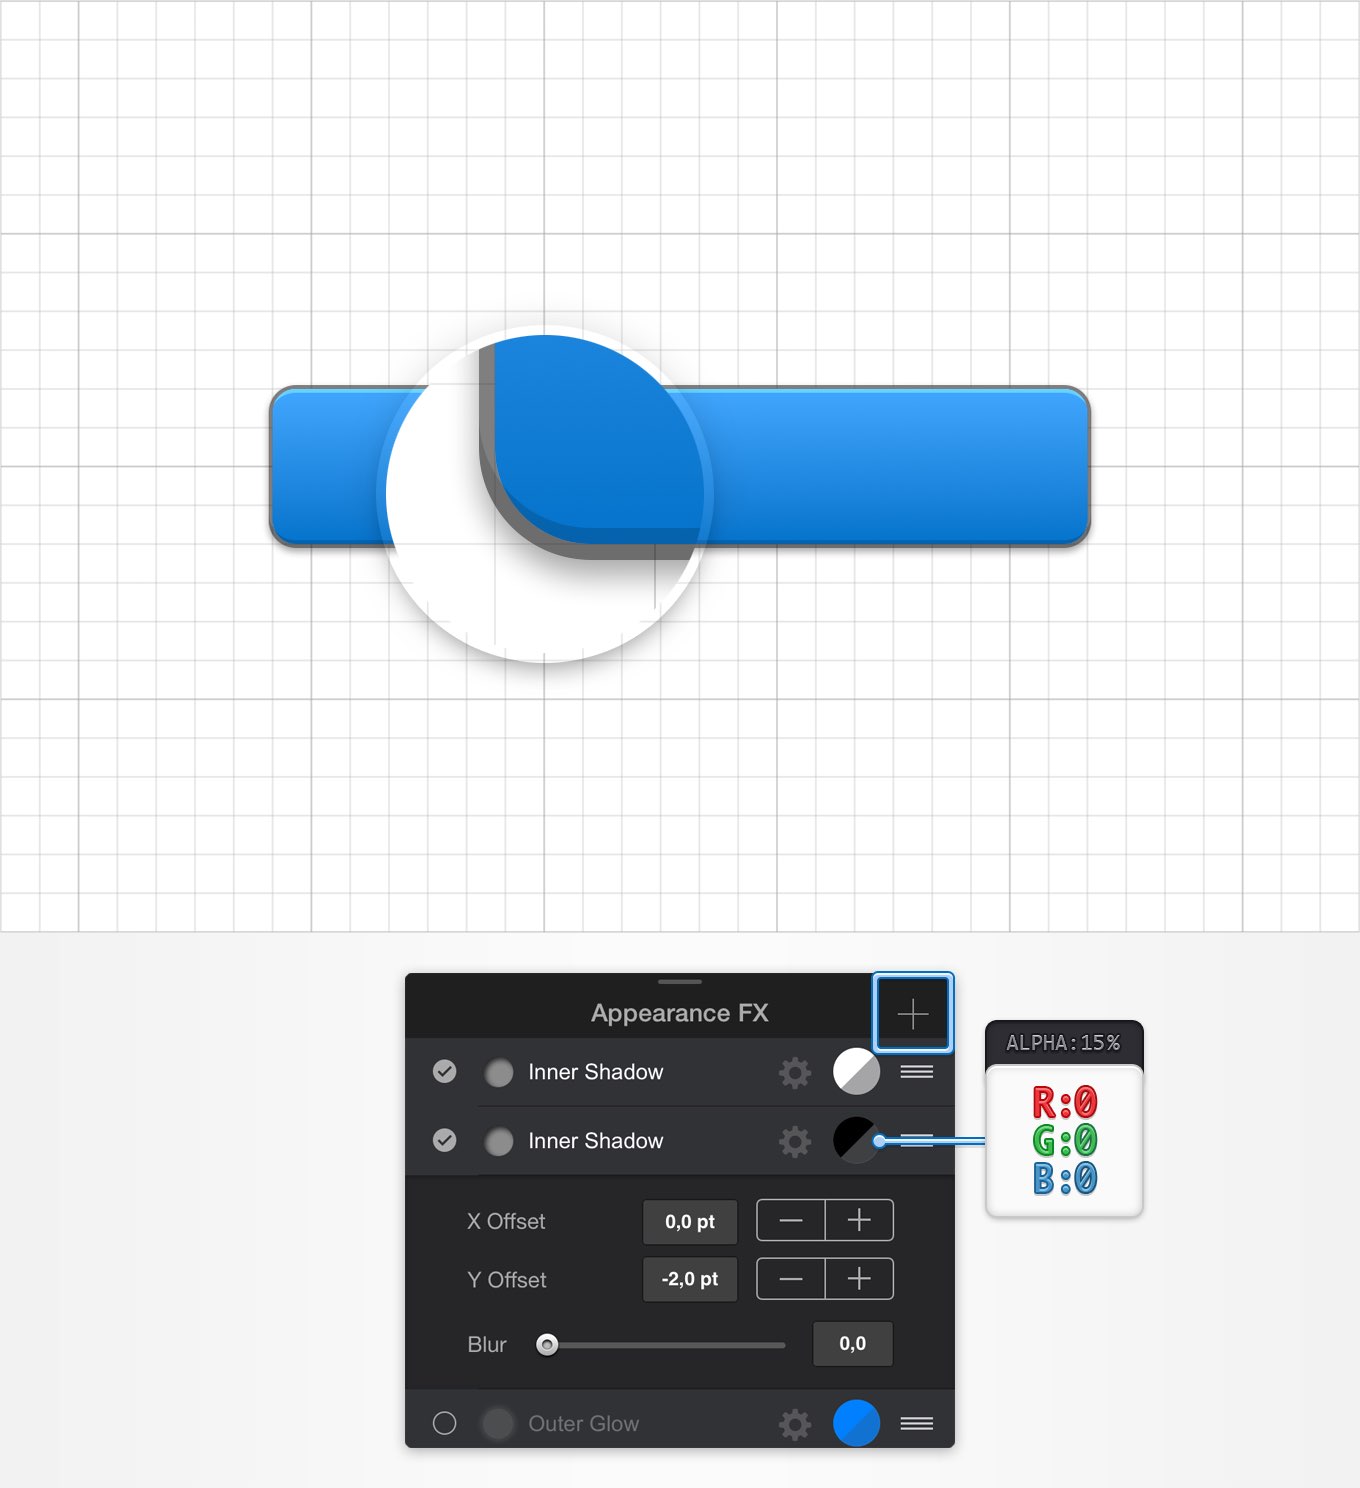 Appearance FX
Inner Shadow
ALPHA:15%
R:0
G:0
B:0
Inner Shadow
X Offset 0,0 pt
Y Offset -2,0 pt
Blur 0,0
Outer Glow